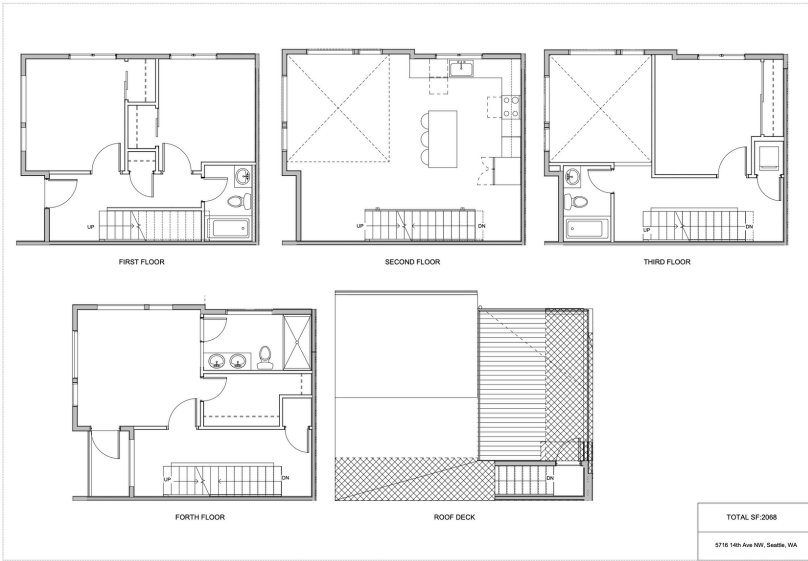 UP
FIRST FLOOR
UP
DN
SECOND FLOOR
UP
DN
THIRD FLOOR
UP
DN
FORTH FLOOR
DN
ROOF DECK
TOTAL SF:2068
5716 14th Ave NW, Seattle, WA